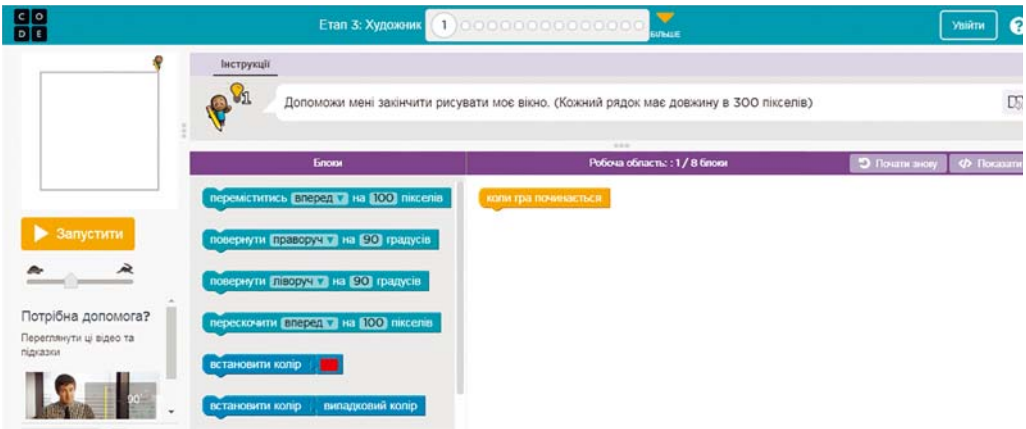 C O
D E
Етап 3: Художник
1
БІЛЬШЕ
Увійти
?
Інструкції
1
Допоможи мені закінчити рисувати моє вікно. (Кожний рядок має довжину в 300 пікселів)
Блоки
Робоча область: : 1 / 8 блоки
Почати знову
</> Показати
переміститись вперед на 100 пікселів
коли гра починається
повернути праворуч на 90 градусів
Запустити
повернути ліворуч на 90 градусів
Потрібна допомога?
Переглянути ці відео та
підказки
перескочити вперед на 100 пікселів
встановити колір
90°
встановити колір випадковий колір